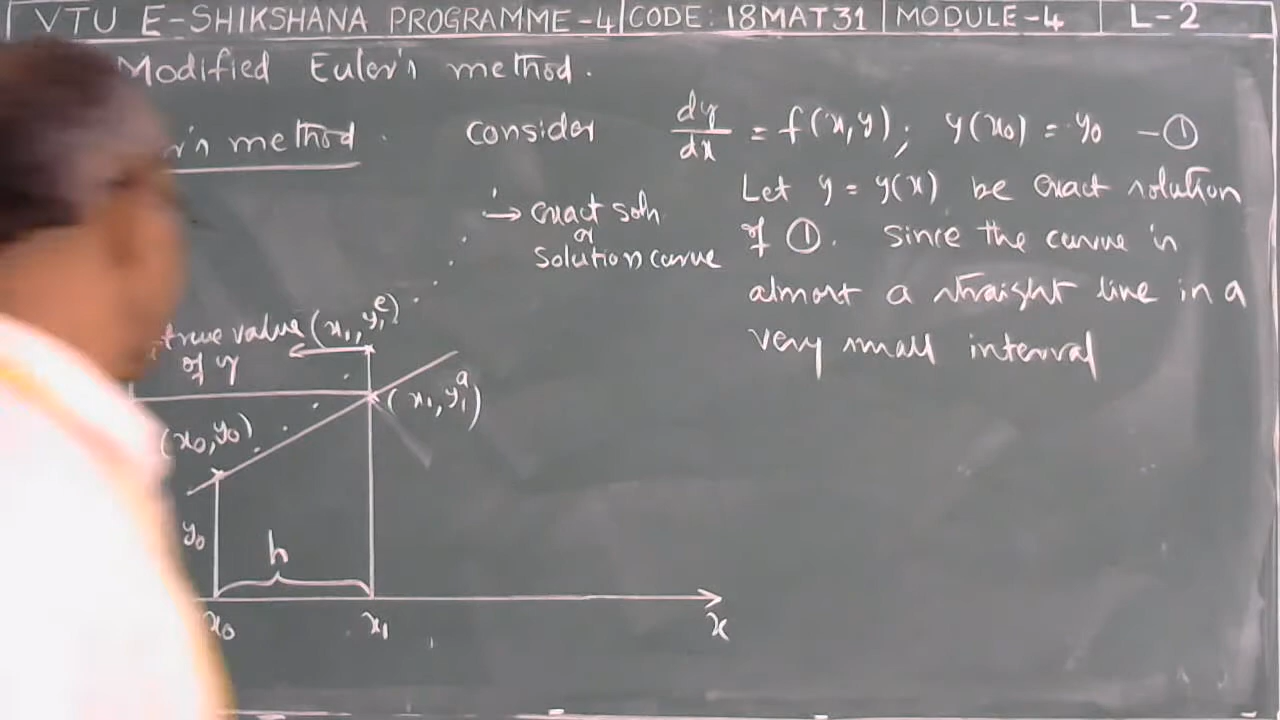 VTU E-SHIKSHANA PROGRAMME-4 CODE: 18MAT31 MODULE-4 L-2
Modified Euler's method.
method. Consider dy/dx = f(x,y); y(x₀) = y₀ -①
Let y = y(x) be exact solution
of ①. Since the curve is
almost a straight line in a
very small interval
→ exact soln
or
Solution curve
true value (x₁, y₁ᵉ)
of y
(x₁, y₁ᵃ)
(x₀, y₀)
y₀
h
x₀ x₁ x